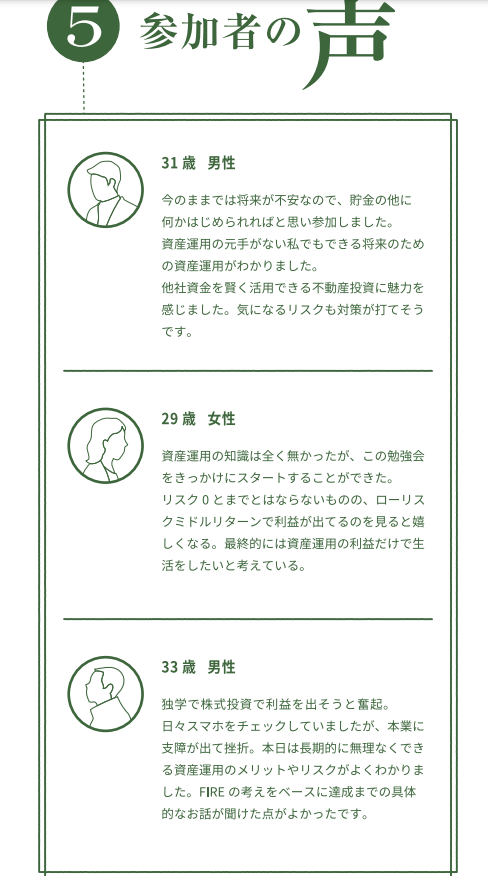 5 参加者の声
31 歳 男性
今のままでは将来が不安なので、貯金の他に
何かはじめられればと思い参加しました。
資産運用の元手がない私でもできる将来のため
の資産運用がわかりました。
他社資金を賢く活用できる不動産投資に魅力を
感じました。気になるリスクも対策が打てそう
です。
29 歳 女性
資産運用の知識は全く無かったが、この勉強会
をきっかけにスタートすることができた。
リスク 0 とまでとはならないものの、ローリス
クミドルリターンで利益が出てるのを見ると嬉
しくなる。最終的には資産運用の利益だけで生
活をしたいと考えている。
33 歳 男性
独学で株式投資で利益を出そうと奮起。
日々スマホをチェックしていましたが、本業に
支障が出て挫折。本日は長期的に無理なくでき
る資産運用のメリットやリスクがよくわかりま
した。FIRE の考えをベースに達成までの具体
的なお話が聞けた点がよかったです。